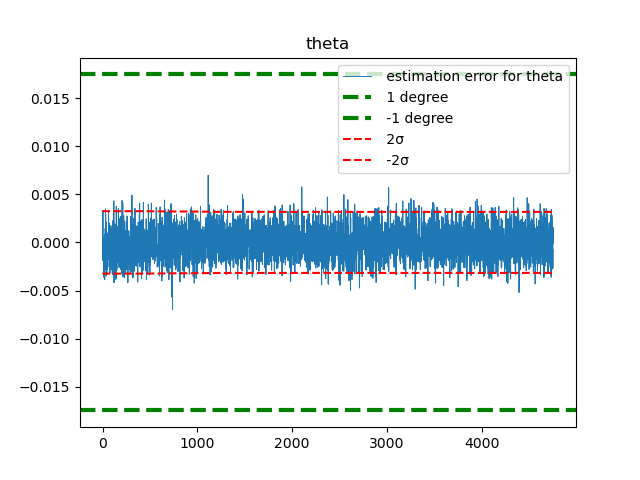 theta
estimation error for theta
1 degree
-1 degree
2σ
-2σ
0.015
0.010
0.005
0.000
−0.005
−0.010
−0.015
0 1000 2000 3000 4000